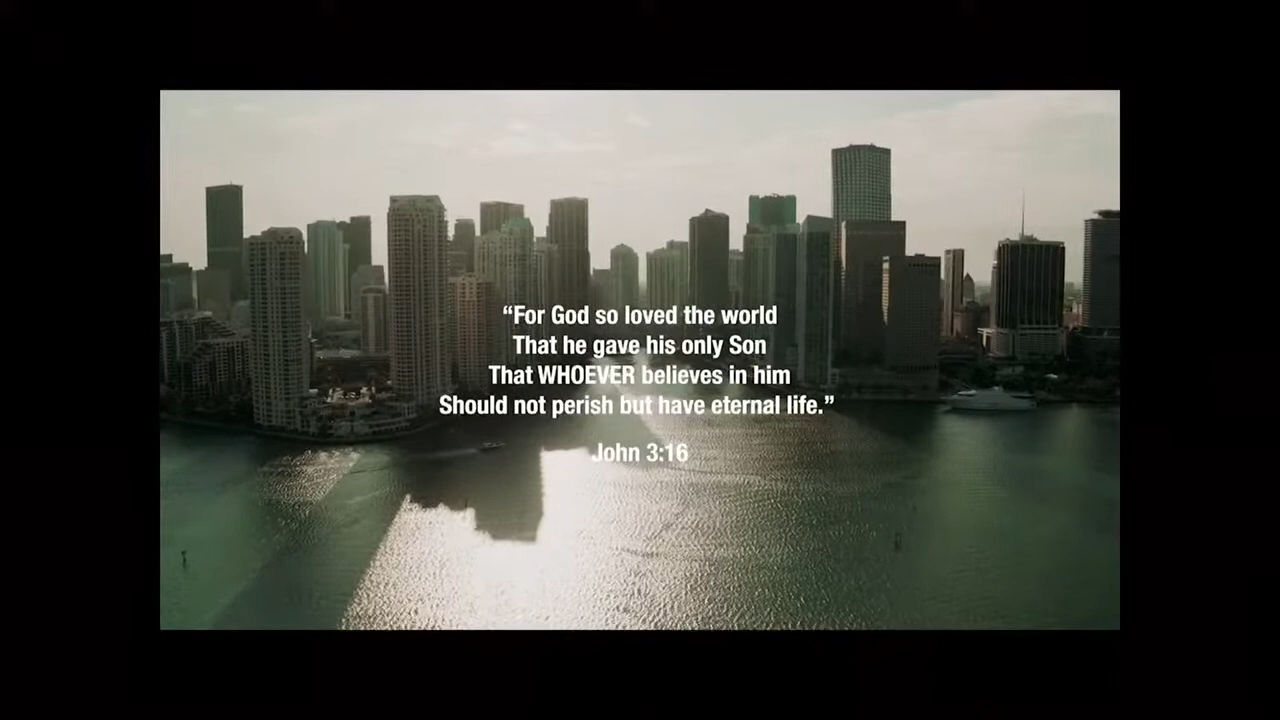 “For God so loved the world
That he gave his only Son
That WHOEVER believes in him
Should not perish but have eternal life.”
John 3:16